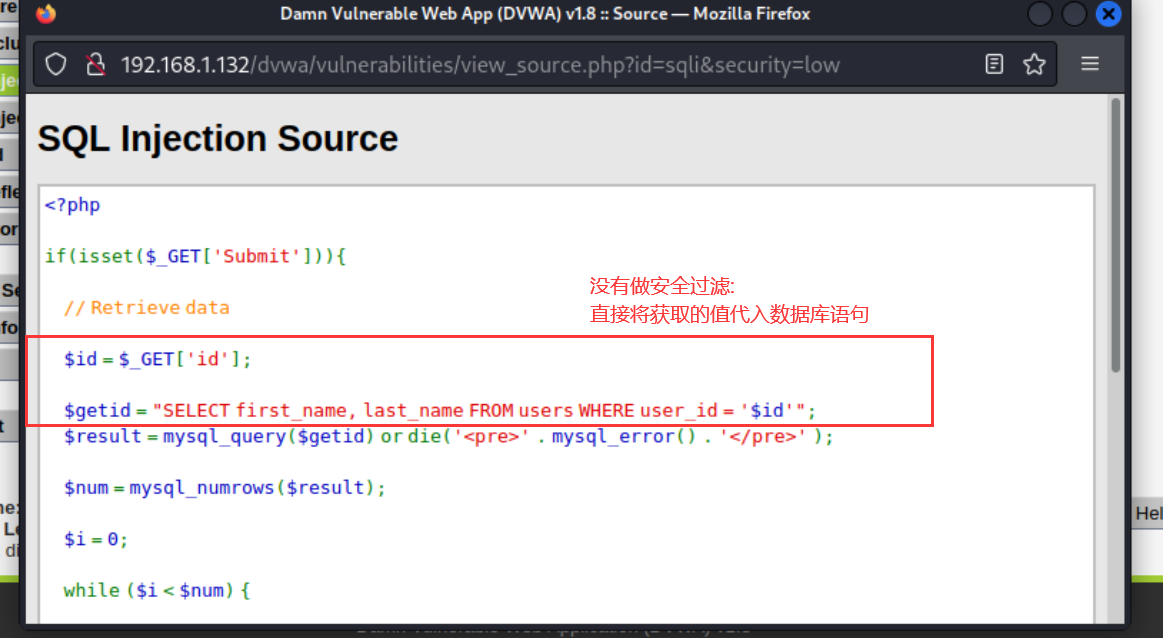 Damn Vulnerable Web App (DVWA) v1.8 :: Source — Mozilla Firefox
192.168.1.132/dvwa/vulnerabilities/view_source.php?id=sqli&security=low
SQL Injection Source
<?php
if(isset($_GET['Submit'])){
// Retrieve data
没有做安全过滤:
直接将获取的值代入数据库语句
$id = $_GET['id'];
$getid = "SELECT first_name, last_name FROM users WHERE user_id = '$id'";
$result = mysql_query($getid) or die('<pre>' . mysql_error() . '</pre>' );
$num = mysql_numrows($result);
$i = 0;
while ($i < $num) {
Hel